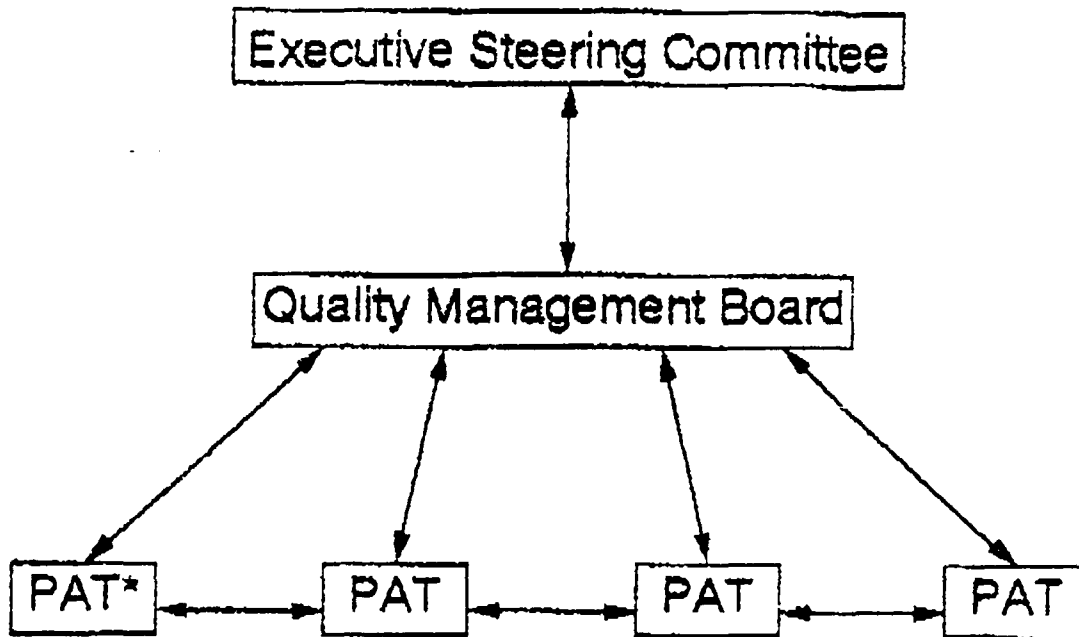 Executive Steering Committee
Quality Management Board
PAT*
PAT
PAT
PAT